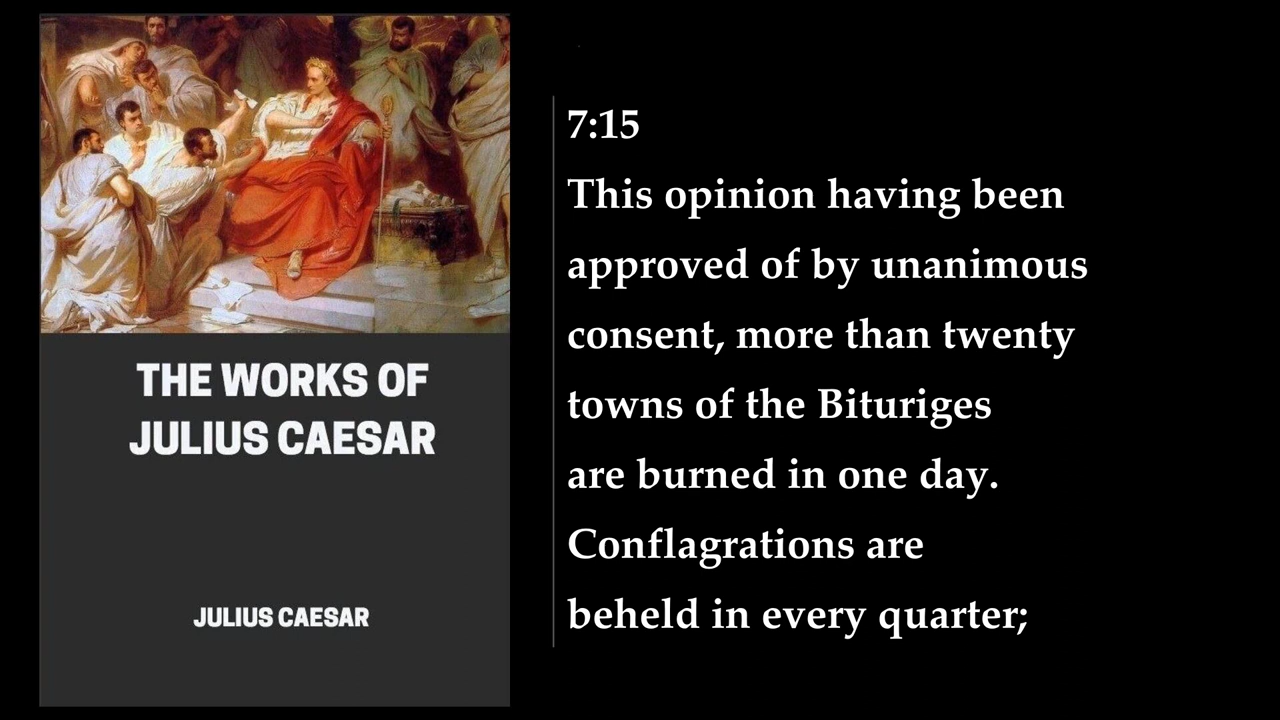 THE WORKS OF
JULIUS CAESAR
JULIUS CAESAR
7:15
This opinion having been
approved of by unanimous
consent, more than twenty
towns of the Bituriges
are burned in one day.
Conflagrations are
beheld in every quarter;